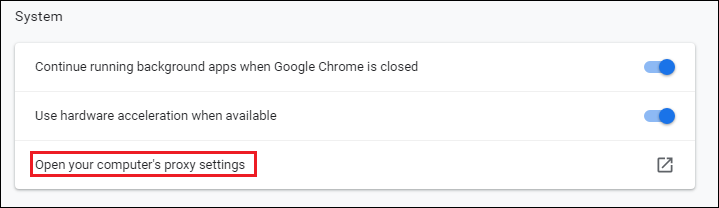 System
Continue running background apps when Google Chrome is closed
Use hardware acceleration when available
Open your computer's proxy settings